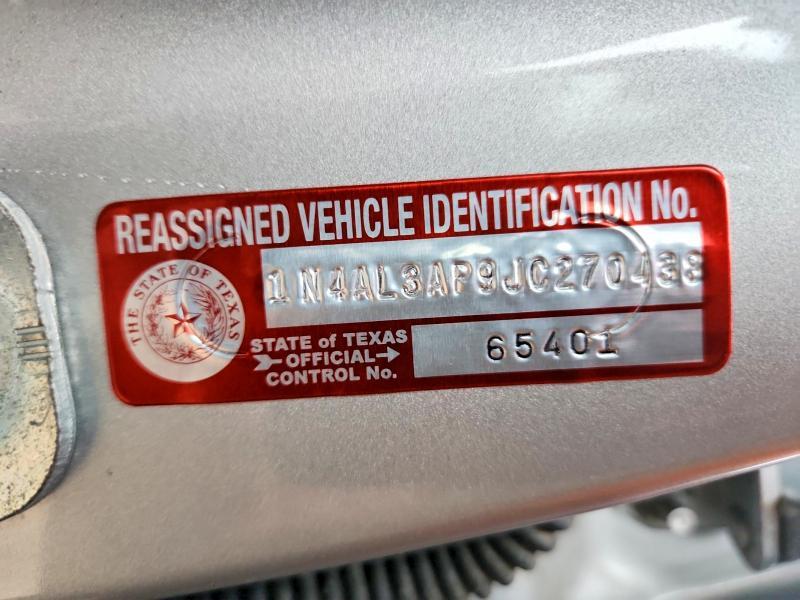 REASSIGNED VEHICLE IDENTIFICATION No.
1N4AL3AP9JC270438
THE STATE OF TEXAS
STATE of TEXAS
OFFICIAL
CONTROL No.
65401